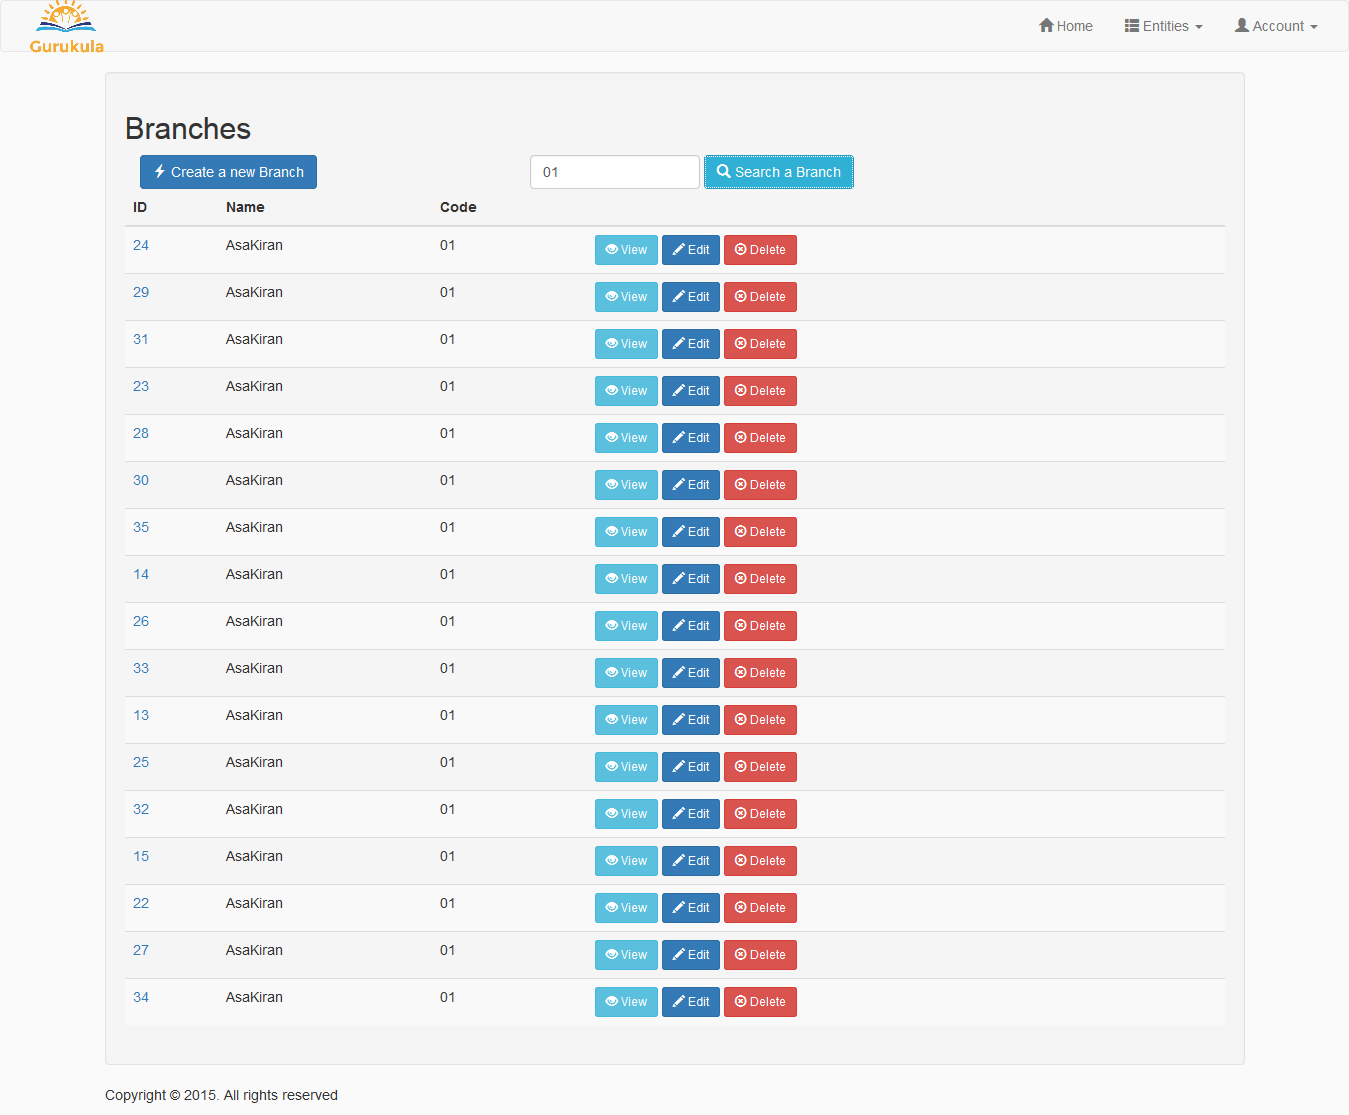 Gurukula
Home Entities Account
Branches
Create a new Branch 01 Search a Branch
ID Name Code
24 AsaKiran 01 View Edit Delete
29 AsaKiran 01 View Edit Delete
31 AsaKiran 01 View Edit Delete
23 AsaKiran 01 View Edit Delete
28 AsaKiran 01 View Edit Delete
30 AsaKiran 01 View Edit Delete
35 AsaKiran 01 View Edit Delete
14 AsaKiran 01 View Edit Delete
26 AsaKiran 01 View Edit Delete
33 AsaKiran 01 View Edit Delete
13 AsaKiran 01 View Edit Delete
25 AsaKiran 01 View Edit Delete
32 AsaKiran 01 View Edit Delete
15 AsaKiran 01 View Edit Delete
22 AsaKiran 01 View Edit Delete
27 AsaKiran 01 View Edit Delete
34 AsaKiran 01 View Edit Delete
Copyright © 2015. All rights reserved